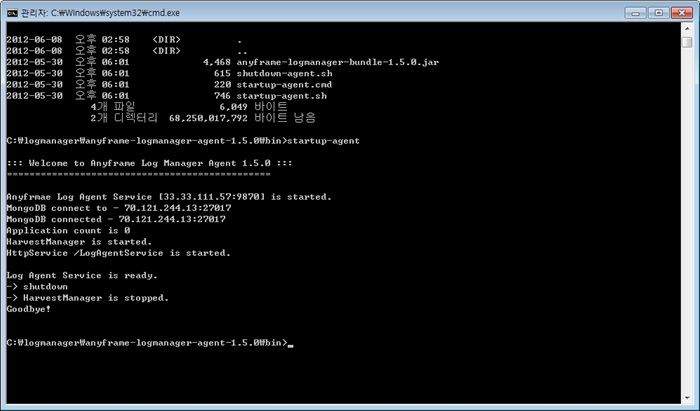 관리자: C:₩Windows₩system32₩cmd.exe
2012-06-08  오후 02:58    <DIR>          .
2012-06-08  오후 02:58    <DIR>          ..
2012-05-30  오후 06:01             4,468 anyframe-logmanager-bundle-1.5.0.jar
2012-05-30  오후 06:01               615 shutdown-agent.sh
2012-05-30  오후 06:01               220 startup-agent.cmd
2012-05-30  오후 06:01               746 startup-agent.sh
4개 파일               6,049 바이트
2개 디렉터리  68,250,017,792 바이트 남음
C:₩logmanager₩anyframe-logmanager-agent-1.5.0₩bin>startup-agent
::: Welcome to Anyframe Log Manager Agent 1.5.0 :::
===============================================
Anyfrmae Log Agent Service [33.33.111.57:9870] is started.
MongoDB connect to - 70.121.244.13:27017
MongoDB connected - 70.121.244.13:27017
Application count is 0
HarvestManager is started.
HttpService /LogAgentService is started.
Log Agent Service is ready.
-> shutdown
-> HarvestManager is stopped.
Goodbye!
C:₩logmanager₩anyframe-logmanager-agent-1.5.0₩bin>_